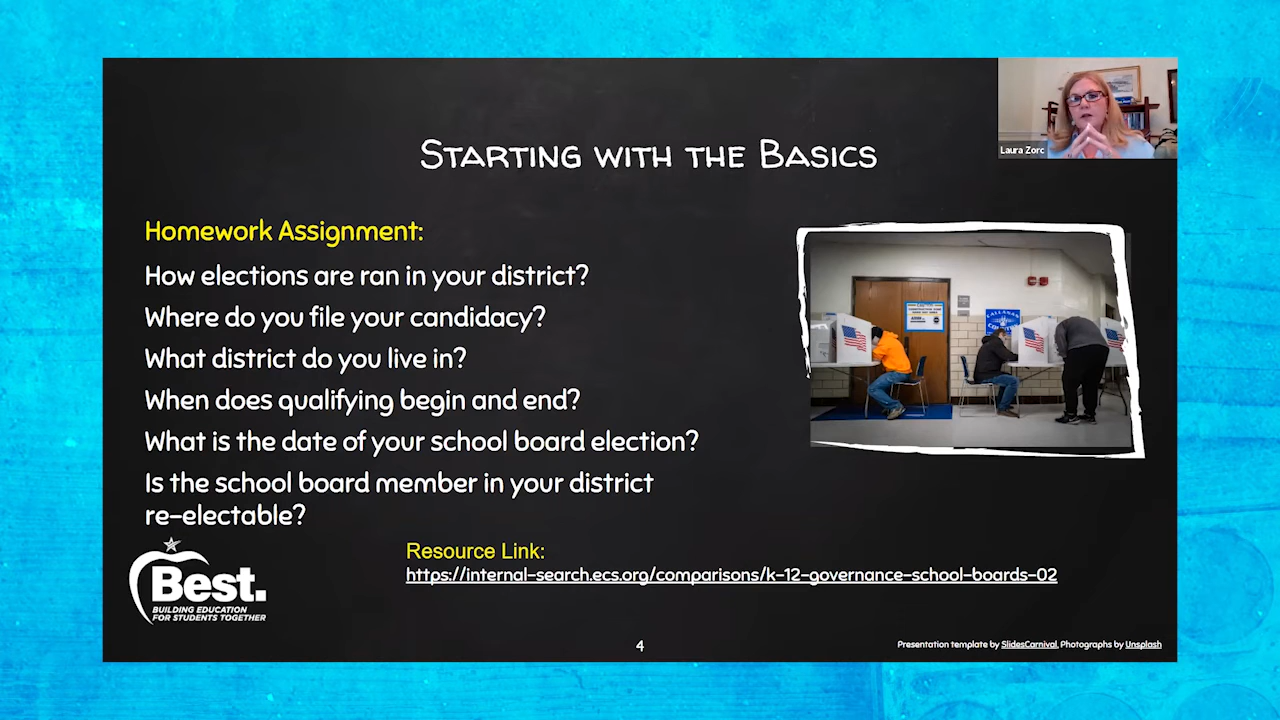 Laura Zorc
Starting with the Basics
Homework Assignment:
How elections are ran in your district?
Where do you file your candidacy?
What district do you live in?
When does qualifying begin and end?
What is the date of your school board election?
Is the school board member in your district
re-electable?
Resource Link:
https://internal-search.ecs.org/comparisons/k-12-governance-school-boards-02
Best.
BUILDING EDUCATION
FOR STUDENTS TOGETHER
4
Presentation template by SlidesCarnival. Photographs by Unsplash